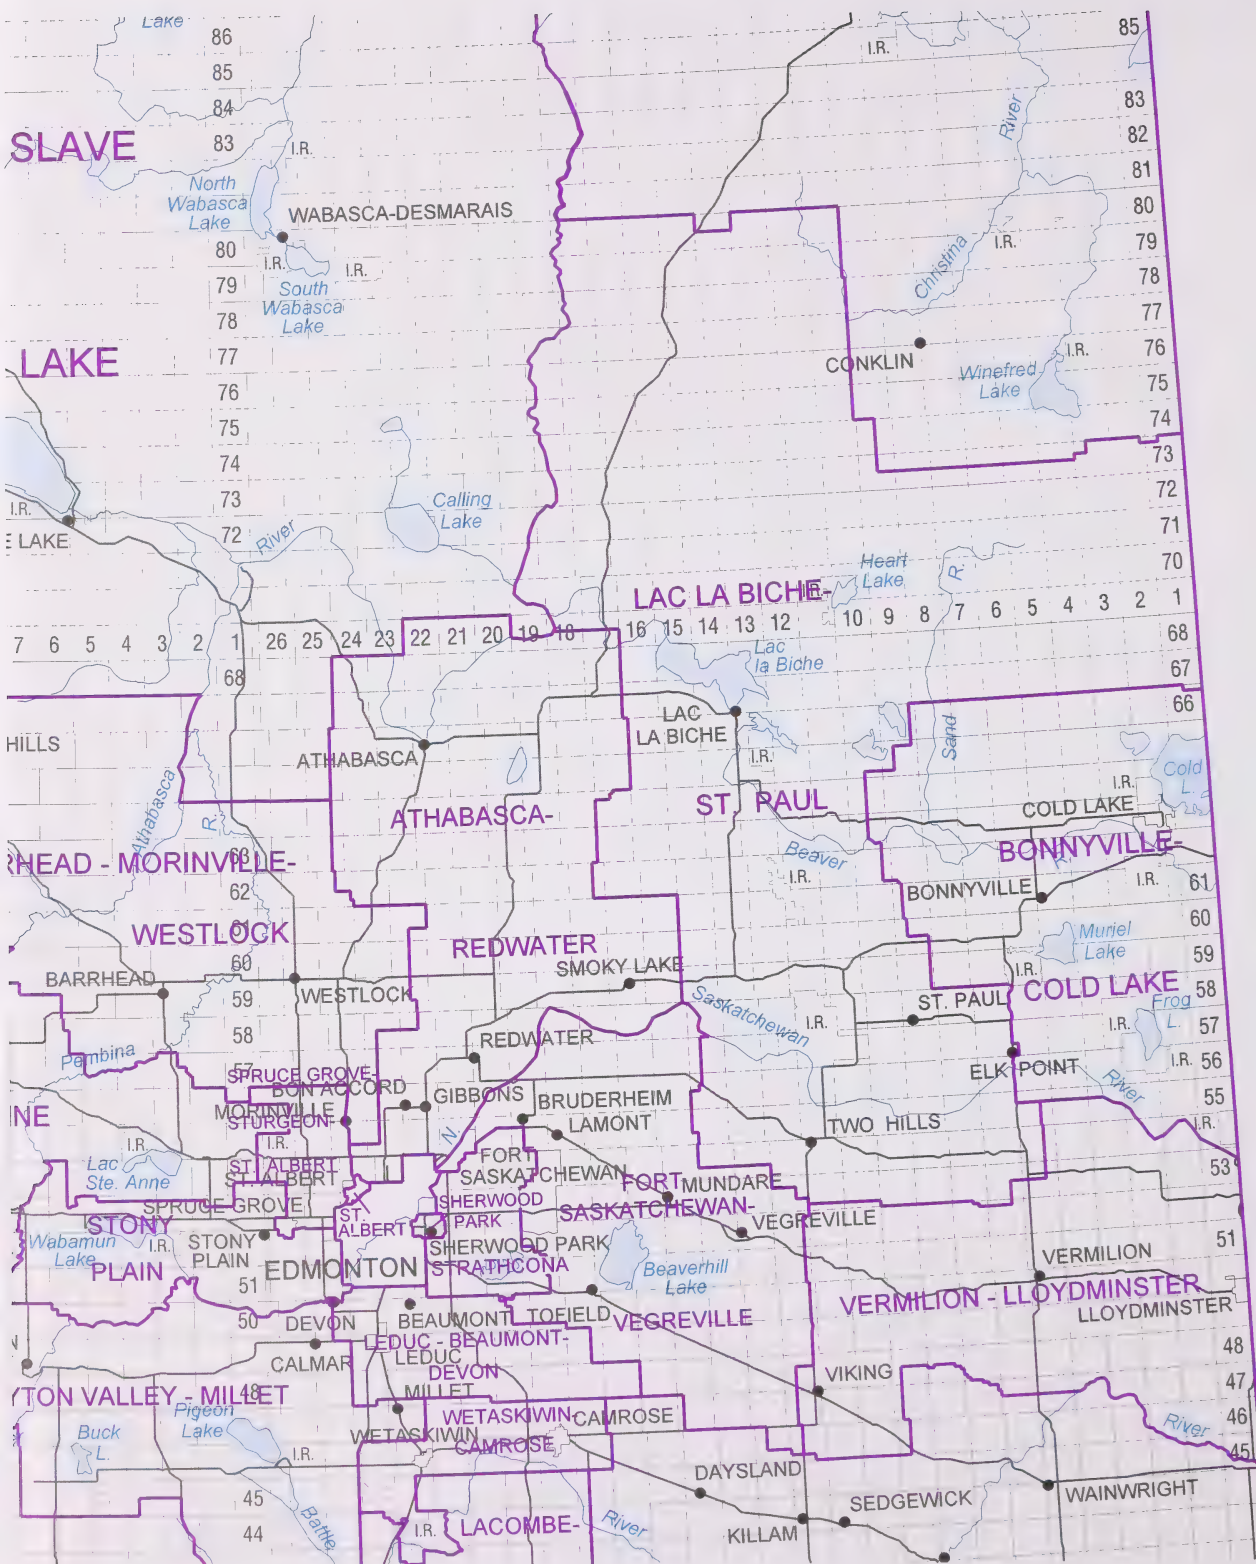 Lake
86
85
I.R.
85
84
83
83
SLAVE
I.R.
River
82
81
North
Wabasca
Lake
WABASCA-DESMARAIS
80
80
I.R.
I.R.
Christina
I.R.
79
79
South
Wabasca
Lake
78
78
77
77
LAKE
CONKLIN
I.R.
76
76
Winefred
Lake
75
75
74
74
73
73
I.R.
Calling
Lake
72
72
E LAKE
River
71
Heart
Lake
70
LAC LA BICHE-
I.R.
R.
7 6 5 4 3 2 1 26 25 24 23 22 21 20 19 18 16 15 14 13 12 10 9 8 7 6 5 4 3 2 1
68
Lac
la Biche
68
67
66
HILLS
LAC
LA BICHE
Sand
ATHABASCA
I.R.
Cold
L.
I.R.
Athabasca
R.
ATHABASCA-
ST. PAUL
COLD LAKE
63
RHEAD - MORINVILLE-
Beaver
R.
BONNYVILLE-
I.R.
BONNYVILLE
I.R.
61
62
61
60
WESTLOCK
REDWATER
Muriel
Lake
59
60
BARRHEAD
SMOKY LAKE
I.R.
WESTLOCK
59
Saskatchewan
ST. PAUL
COLD LAKE
58
Frog
L.
I.R.
57
58
I.R.
Pembina
REDWATER
57
ELK POINT
I.R.
56
SPRUCE GROVE-
BON ACCORD
GIBBONS
BRUDERHEIM
River
55
MORINVILLE
STURGEON-
LAMONT
TWO HILLS
I.R.
INE
I.R.
I.R.
N.
FORT
SASKATCHEWAN
53
Lac
Ste. Anne
ST. ALBERT
ST. ALBERT
FORT
MUNDARE
SPRUCE GROVE
ST.
ALBERT
SHERWOOD
PARK
SASKATCHEWAN-
VEGREVILLE
STONY
PLAIN
Wabamun
Lake
I.R.
STONY
PLAIN
SHERWOOD PARK
51
EDMONTON
STRATHCONA
Beaverhill
Lake
VERMILION
51
50
DEVON
BEAUMONT
TOFIELD
VEGREVILLE
VERMILION - LLOYDMINSTER
LLOYDMINSTER
N
CALMAR
LEDUC - BEAUMONT-
DEVON
LEDUC
48
YTON VALLEY - MILLET
48
MILLET
VIKING
47
Buck
L.
Pigeon
Lake
WETASKIWIN-
CAMROSE
CAMROSE
River
46
45
I.R.
WETASKIWIN
45
DAYSLAND
WAINWRIGHT
SEDGEWICK
44
Battle
I.R.
LACOMBE-
River
KILLAM